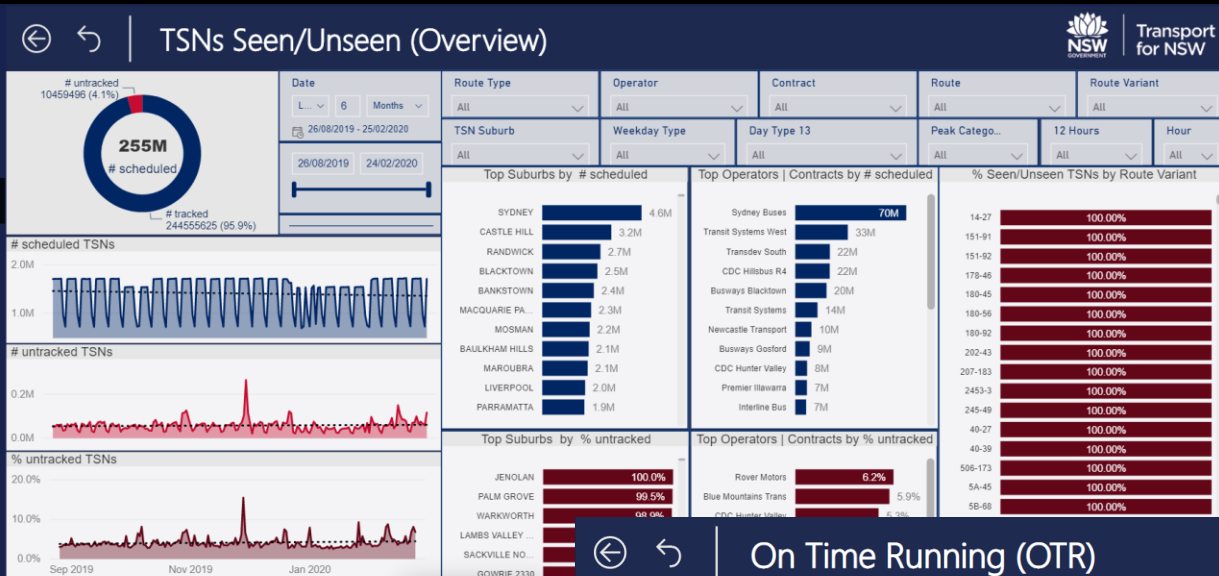 TSNs Seen/Unseen (Overview)
NSW
GOVERNMENT
Transport
for NSW
# untracked
10459496 (4.1%)
255M
# scheduled
# tracked
244555625 (95.9%)
Date
L...
6
Months
26/08/2019 - 25/02/2020
26/08/2019
24/02/2020
Route Type
All
Operator
All
Contract
All
Route
All
Route Variant
All
TSN Suburb
All
Weekday Type
All
Day Type 13
All
Peak Catego...
All
12 Hours
All
Hour
All
# scheduled TSNs
2.0M
1.0M
# untracked TSNs
0.2M
0.0M
% untracked TSNs
20.0%
10.0%
0.0%
Sep 2019
Nov 2019
Jan 2020
Top Suburbs by # scheduled
SYDNEY 4.6M
CASTLE HILL 3.2M
RANDWICK 2.7M
BLACKTOWN 2.5M
BANKSTOWN 2.4M
MACQUARIE PA... 2.3M
MOSMAN 2.2M
BAULKHAM HILLS 2.1M
MAROUBRA 2.1M
LIVERPOOL 2.0M
PARRAMATTA 1.9M
Top Operators | Contracts by # scheduled
Sydney Buses 70M
Transit Systems West 33M
Transdev South 22M
CDC Hillsbus R4 22M
Busways Blacktown 20M
Transit Systems 14M
Newcastle Transport 10M
Busways Gosford 9M
CDC Hunter Valley 8M
Premier Illawarra 7M
Interline Bus 7M
% Seen/Unseen TSNs by Route Variant
14-27 100.00%
151-91 100.00%
151-92 100.00%
178-46 100.00%
180-45 100.00%
180-56 100.00%
180-92 100.00%
202-43 100.00%
207-183 100.00%
2453-3 100.00%
245-49 100.00%
40-27 100.00%
40-39 100.00%
506-173 100.00%
5A-45 100.00%
5B-68 100.00%
Top Suburbs by % untracked
JENOLAN 100.0%
PALM GROVE 99.5%
WARKWORTH 98.9%
LAMBS VALLEY ...
SACKVILLE NO...
GOWRIE 2330
Top Operators | Contracts by % untracked
Rover Motors 6.2%
Blue Mountains Trans 5.9%
CDC Hunter Valley 5.3%
On Time Running (OTR)